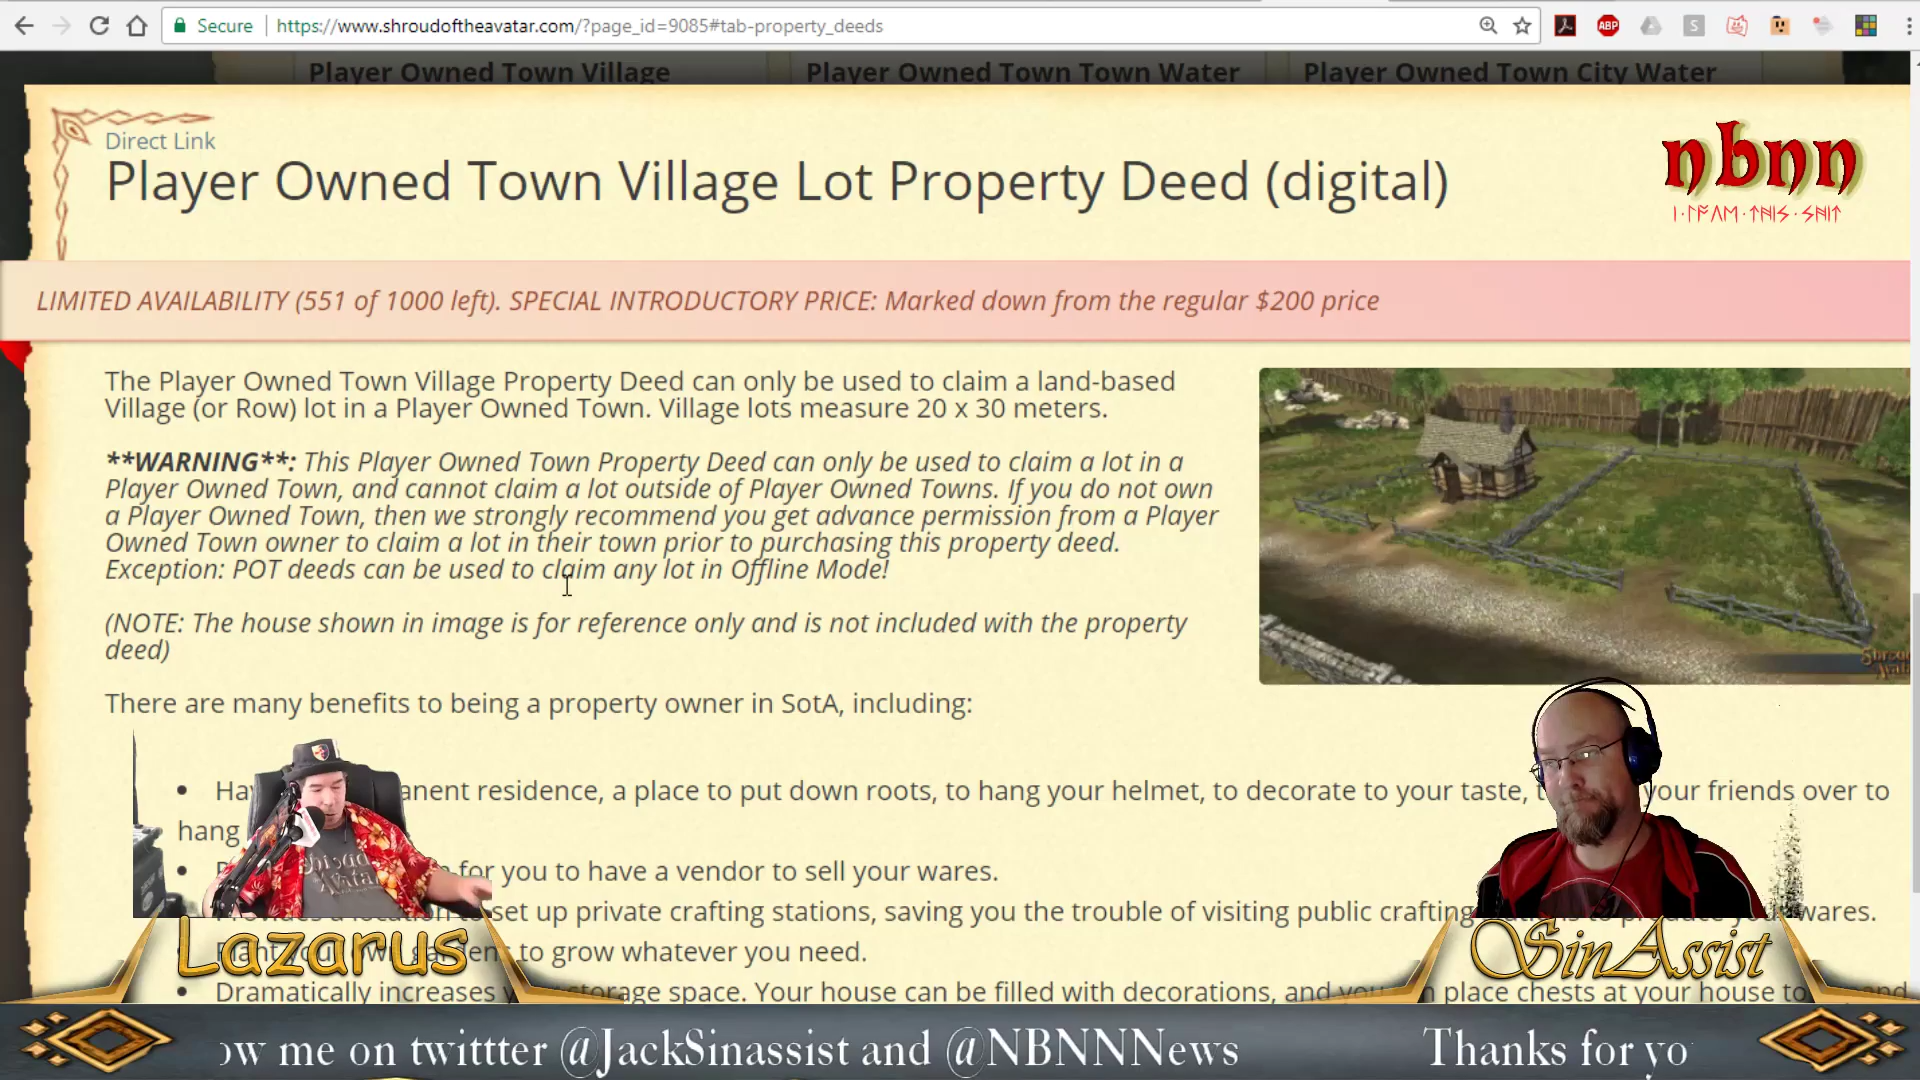 Secure https://www.shroudoftheavatar.com/?page_id=9085#tab-property_deeds
ABP
S
Player Owned Town Village
Player Owned Town Town Water
Player Owned Town City Water
Direct Link
Player Owned Town Village Lot Property Deed (digital)
nbnn
LIMITED AVAILABILITY (551 of 1000 left). SPECIAL INTRODUCTORY PRICE: Marked down from the regular $200 price
The Player Owned Town Village Property Deed can only be used to claim a land-based
Village (or Row) lot in a Player Owned Town. Village lots measure 20 x 30 meters.
**WARNING**: This Player Owned Town Property Deed can only be used to claim a lot in a
Player Owned Town, and cannot claim a lot outside of Player Owned Towns. If you do not own
a Player Owned Town, then we strongly recommend you get advance permission from a Player
Owned Town owner to claim a lot in their town prior to purchasing this property deed.
Exception: POT deeds can be used to claim any lot in Offline Mode!
(NOTE: The house shown in image is for reference only and is not included with the property
deed)
There are many benefits to being a property owner in SotA, including:
anent residence, a place to put down roots, to hang your helmet, to decorate to your taste, your friends over to
hang
for you to have a vendor to sell your wares.
set up private crafting stations, saving you the trouble of visiting public crafting wares.
to grow whatever you need.
Dramatically increases storage space. Your house can be filled with decorations, and place chests at your house to
Lazarus
SinAssist
ow me on twittter @JackSinassist and @NBNNNews Thanks for yo